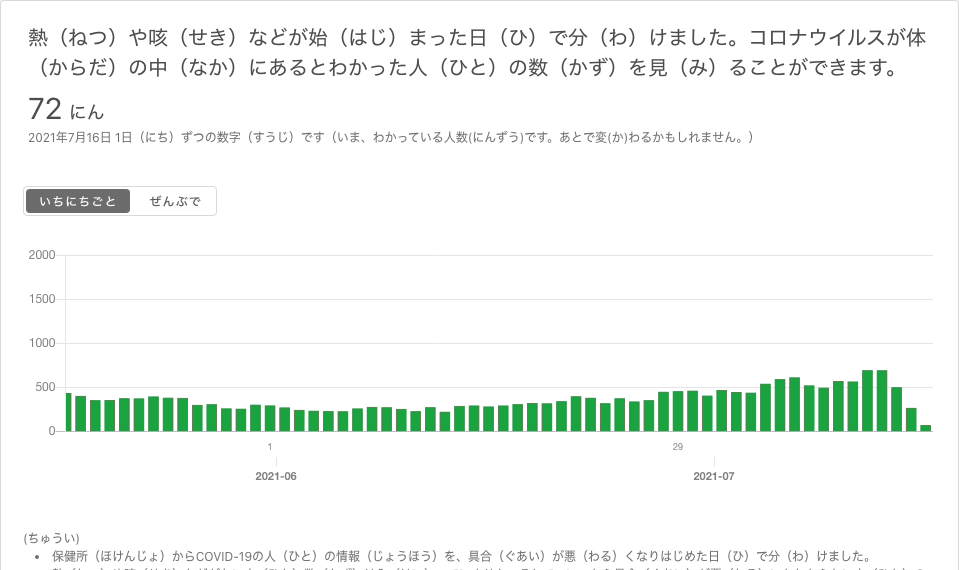 熱（ねつ）や咳（せき）などが始（はじ）まった日（ひ）で分（わ）けました。コロナウイルスが体
（からだ）の中（なか）にあるとわかった人（ひと）の数（かず）を見（み）ることができます。
72 にん
2021年7月16日 1日（にち）ずつの数字（すうじ）です（いま、わかっている人数(にんずう)です。あとで変(か)わるかもしれません。）
いちにちごと ぜんぶで
2000
1500
1000
500
0
1 29
2021-06 2021-07
(ちゅうい)
• 保健所（ほけんじょ）からCOVID-19の人（ひと）の情報（じょうほう）を、具合（ぐあい）が悪（わる）くなりはじめた日（ひ）で分（わ）けました。